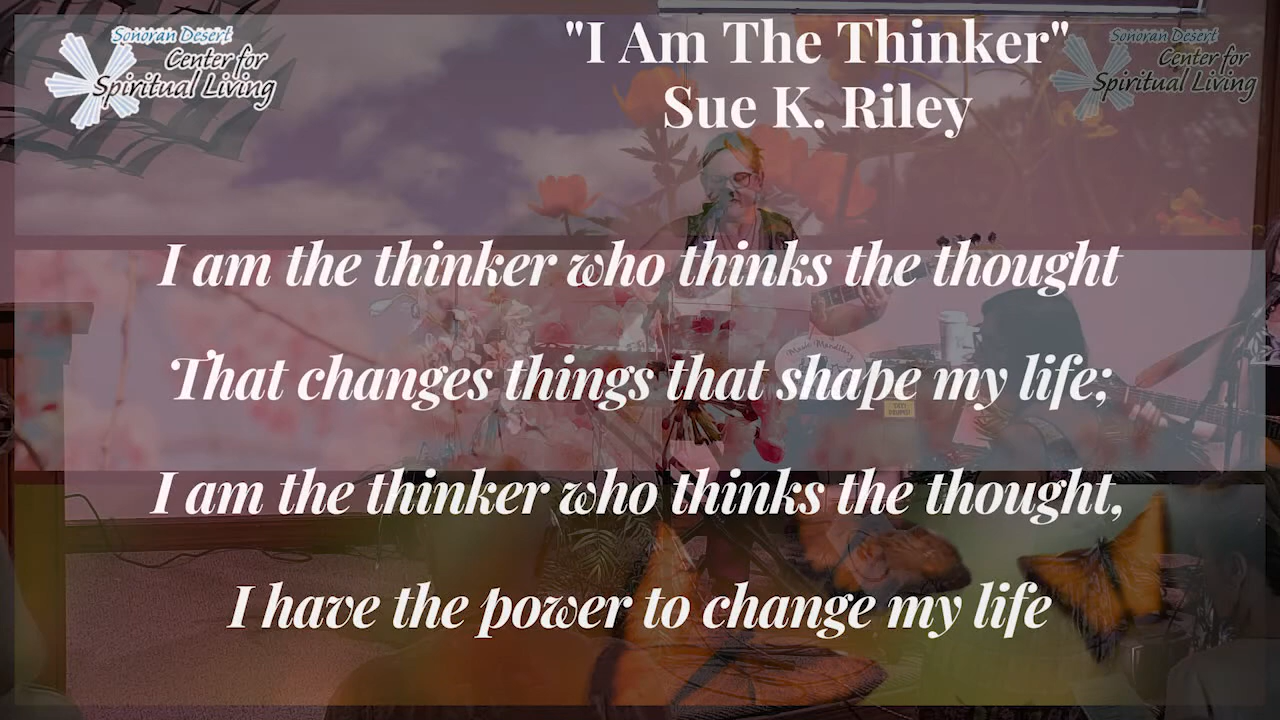 Sonoran Desert
Center for
Spiritual Living
"I Am The Thinker"
Sue K. Riley
Sonoran Desert
Center for
Spiritual Living
I am the thinker who thinks the thought
That changes things that shape my life;
I am the thinker who thinks the thought,
I have the power to change my life